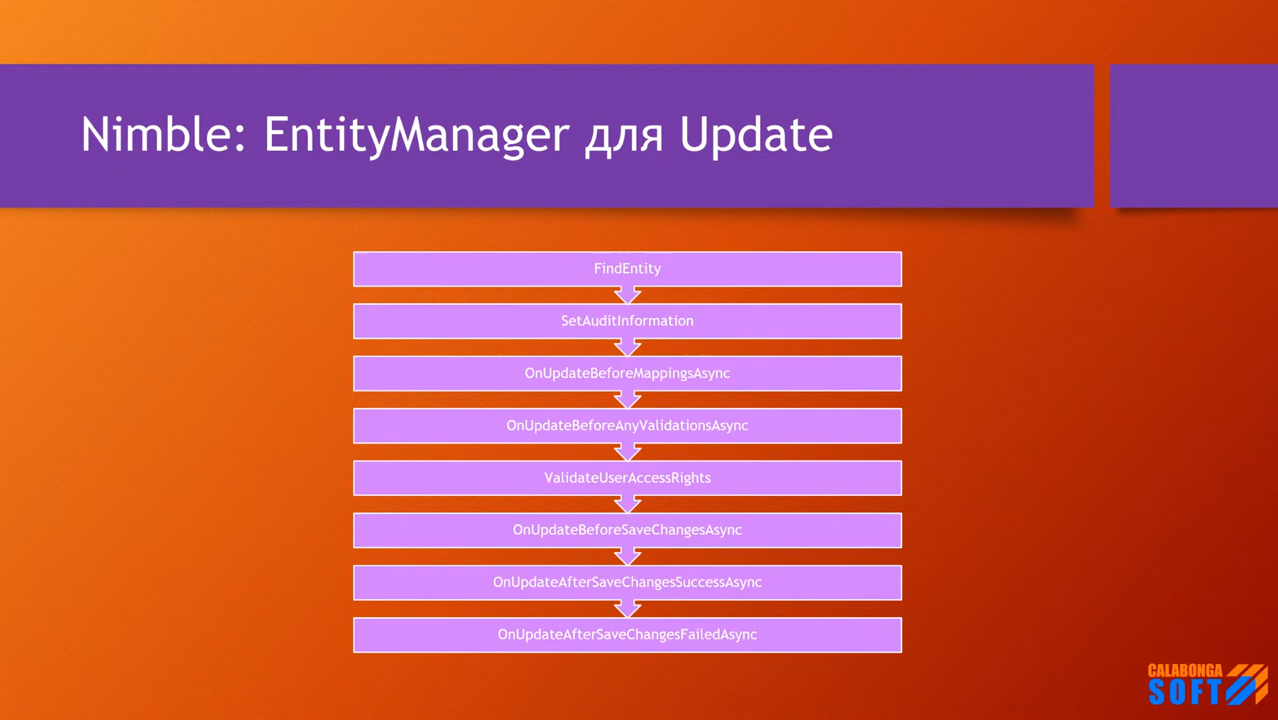 Nimble: EntityManager для Update
FindEntity
SetAuditInformation
OnUpdateBeforeMappingsAsync
OnUpdateBeforeAnyValidationsAsync
ValidateUserAccessRights
OnUpdateBeforeSaveChangesAsync
OnUpdateAfterSaveChangesSuccessAsync
OnUpdateAfterSaveChangesFailedAsync
CALABONGA
SOFT